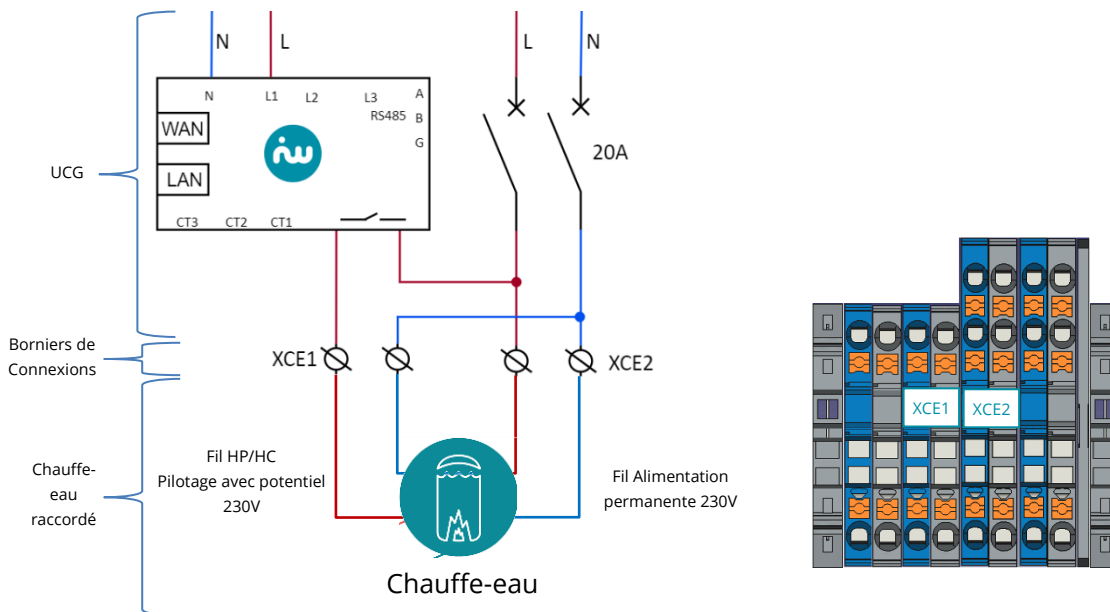 N
L
L
N
N
L1
L2
L3
A
RS485
B
G
WAN
iw
LAN
20A
UCG
CT3
CT2
CT1
Borniers de
Connexions
XCE1
XCE2
XCE1
XCE2
Fil HP/HC
Pilotage avec potentiel
230V
Fil Alimentation
permanente 230V
Chauffe-
eau
raccordé
Chauffe-eau